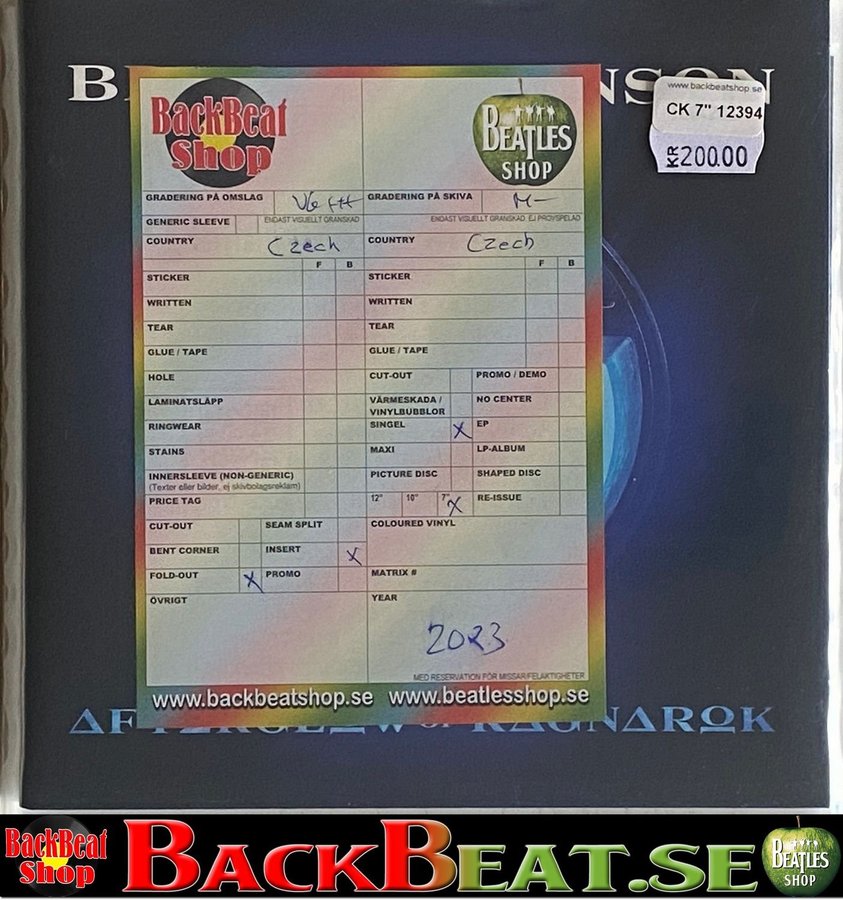 B
NSON
BackBeat
Shop
BEATLES
SHOP
www.backbeatshop.se
CK 7" 12394
KR 200.00
GRADERING PÅ OMSLAG VG ++
GRADERING PÅ SKIVA M-
GENERIC SLEEVE ENDAST VISUELLT GRANSKAD
ENDAST VISUELLT GRANSKAD EJ PROVSPELAD
COUNTRY Czech
COUNTRY Czech
F B
F B
STICKER
STICKER
WRITTEN
WRITTEN
TEAR
TEAR
GLUE / TAPE
GLUE / TAPE
HOLE
CUT-OUT PROMO / DEMO
LAMINATSLÄPP
VÄRMESKADA / NO CENTER
VINYLBUBBLOR
RINGWEAR
SINGEL X EP
STAINS
MAXI LP-ALBUM
INNERSLEEVE (NON-GENERIC)
(Texter eller bilder, ej skivbolagsreklam)
PICTURE DISC SHAPED DISC
PRICE TAG
12" 10" 7" X RE-ISSUE
CUT-OUT SEAM SPLIT
COLOURED VINYL
BENT CORNER INSERT X
FOLD-OUT X PROMO
MATRIX #
ÖVRIGT
YEAR
2023
MED RESERVATION FÖR MISSAR/FELAKTIGHETER
www.backbeatshop.se www.beatlesshop.se
AFTERGLOW OF RAGNAROK
BackBeat
Shop
BACKBEAT.SE
BEATLES
SHOP